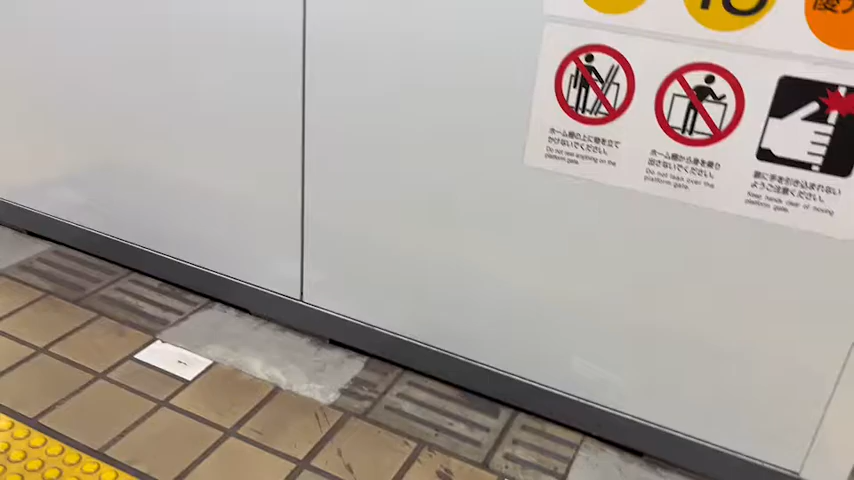 10
慶大
ホーム柵の上に物を立て
かけないでください。
Do not lean anything on the
platform gate.
ホーム柵から身を乗り
出さないでください。
Do not lean over the
platform gate.
扉に手を引き込まれない
ようご注意ください。
Keep hands clear of moving
platform gate.